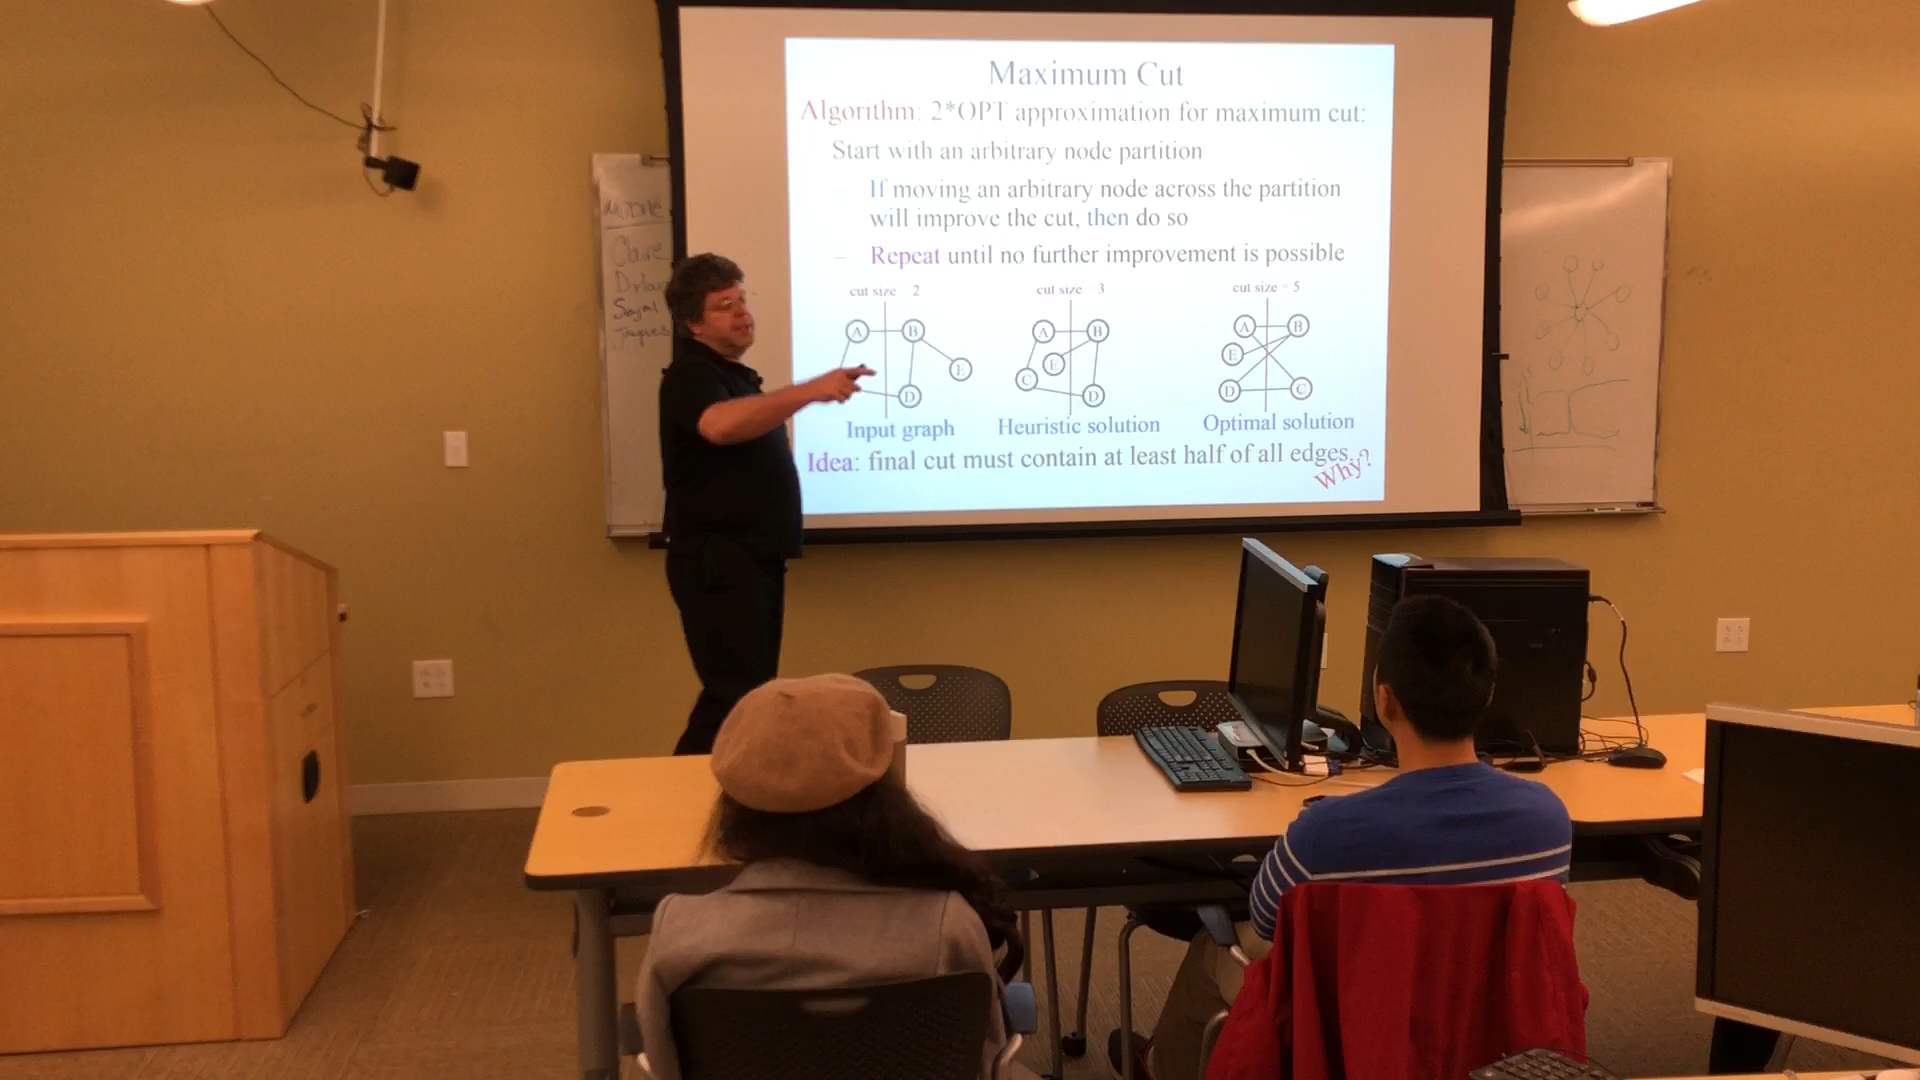 Maximum Cut
Algorithm: 2*OPT approximation for maximum cut:
Start with an arbitrary node partition
– If moving an arbitrary node across the partition
will improve the cut, then do so
– Repeat until no further improvement is possible
cut size = 2
cut size = 3
cut size = 5
A B
E
D
A B
E
C
D
A B
E
D C
Input graph
Heuristic solution
Optimal solution
Idea: final cut must contain at least half of all edges.
Why?
Jacques